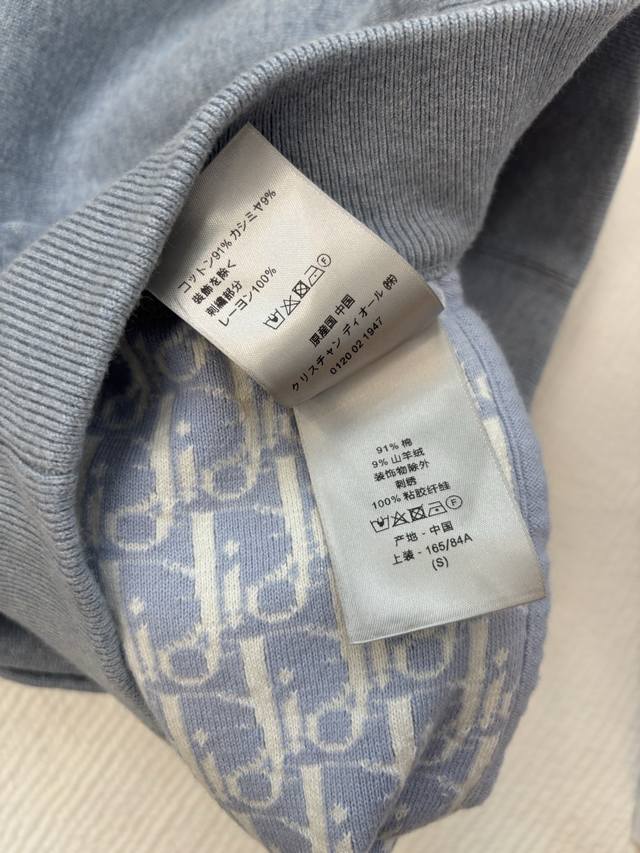 コットン91% カシミヤ9%
装飾を除く
刺繍部分
レーヨン100%
F
原産国 中国
クリスチャン ディオール ㈱
0120 02 1947
91% 棉
9% 山羊绒
装饰物除外
刺绣
100% 粘胶纤维
F
产地 - 中国
上装 - 165/84A
(S)